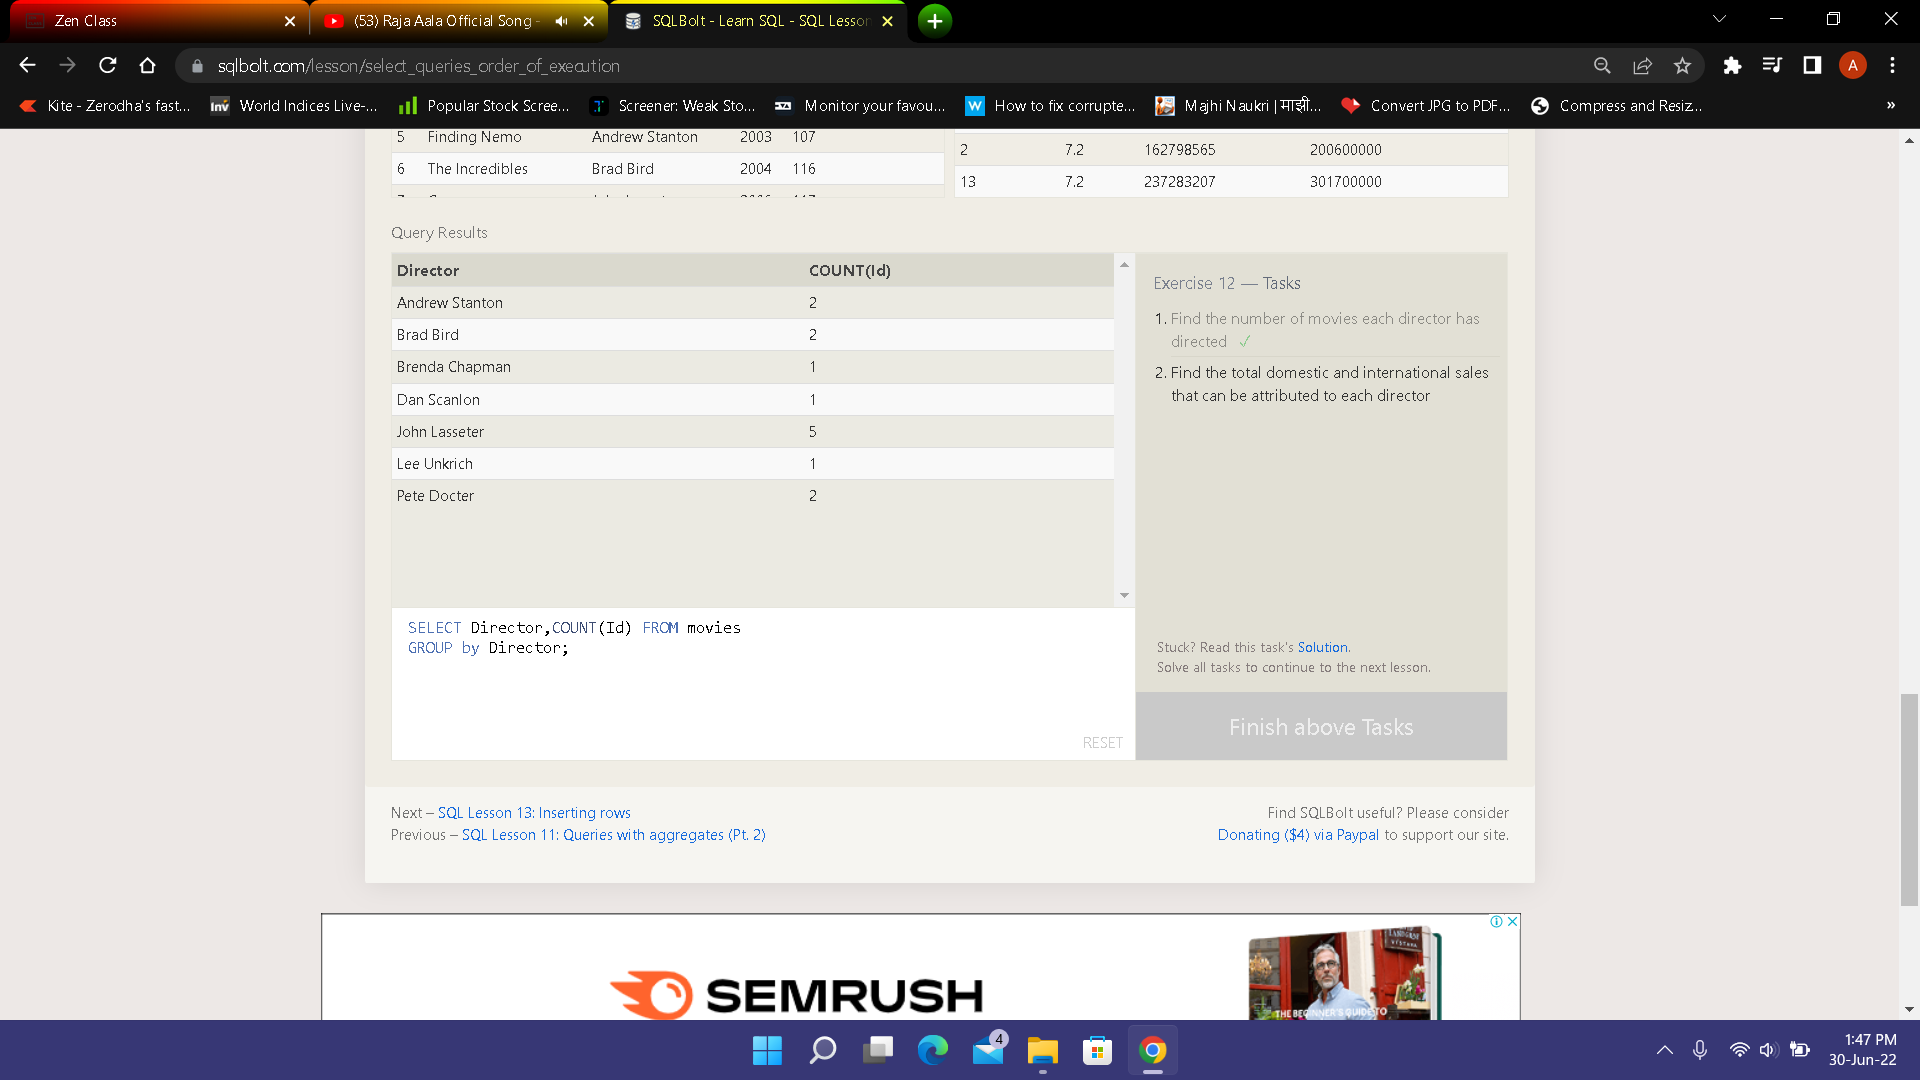 Zen Class
(53) Raja Aala Official Song -
SQLBolt - Learn SQL - SQL Lesson
sqlbolt.com/lesson/select_queries_order_of_execution
A
Kite - Zerodha's fast...
Inv World Indices Live-...
Popular Stock Scree...
Screener: Weak Sto...
Monitor your favou...
W How to fix corrupte...
Majhi Naukri | माझी...
Convert JPG to PDF...
Compress and Resiz...
»
5 Finding Nemo Andrew Stanton 2003 107
6 The Incredibles Brad Bird 2004 116
2 7.2 162798565 200600000
13 7.2 237283207 301700000
Query Results
Director COUNT(Id)
Andrew Stanton 2
Brad Bird 2
Brenda Chapman 1
Dan Scanlon 1
John Lasseter 5
Lee Unkrich 1
Pete Docter 2
SELECT Director,COUNT(Id) FROM movies
GROUP by Director;
RESET
Exercise 12 — Tasks
1. Find the number of movies each director has
directed ✓
2. Find the total domestic and international sales
that can be attributed to each director
Stuck? Read this task's Solution.
Solve all tasks to continue to the next lesson.
Finish above Tasks
Next – SQL Lesson 13: Inserting rows
Previous – SQL Lesson 11: Queries with aggregates (Pt. 2)
Find SQLBolt useful? Please consider
Donating ($4) via Paypal to support our site.
SEMRUSH
THE BEGINNER'S GUIDE TO
4
1:47 PM
30-Jun-22